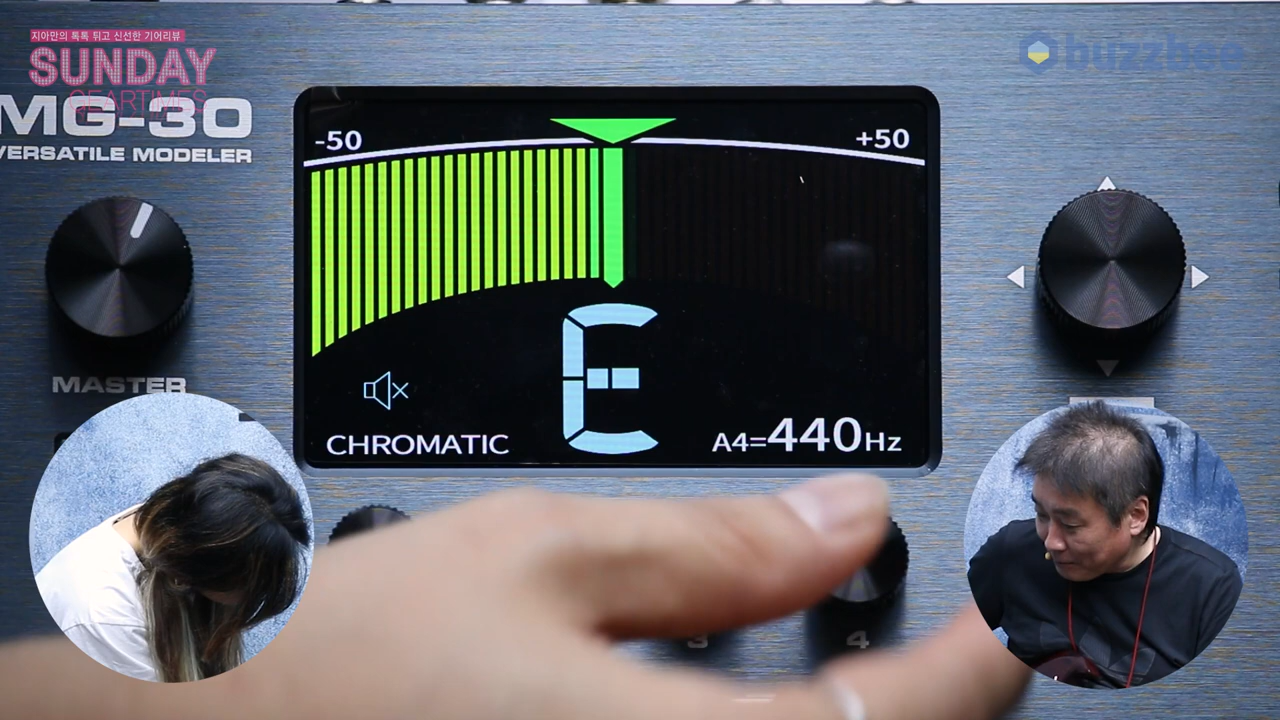 지아만의 톡톡 튀고 신선한 기어리뷰
SUNDAY
GEARTIMES
buzzbee
MG-30
VERSATILE MODELER
-50
+50
E
CHROMATIC
A4=440Hz
MASTER
3
4